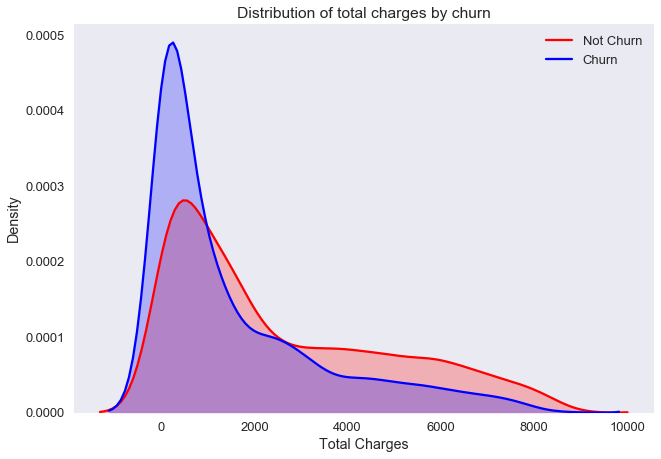 Distribution of total charges by churn
Not Churn
Churn
0.0005
0.0004
0.0003
0.0002
0.0001
0.0000
Density
0
2000
4000
6000
8000
10000
Total Charges